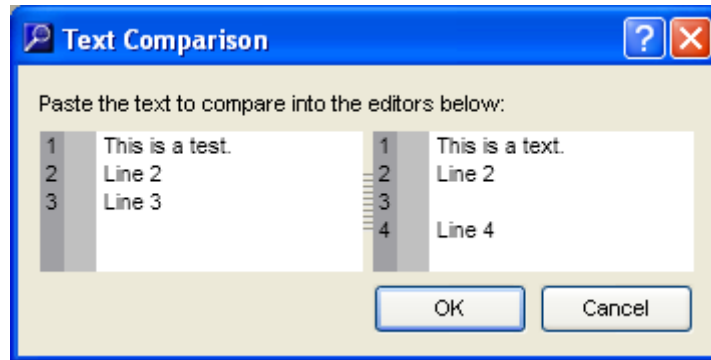 Text Comparison
Paste the text to compare into the editors below:
1 This is a test.
2 Line 2
3 Line 3
1 This is a text.
2 Line 2
3
4 Line 4
OK Cancel